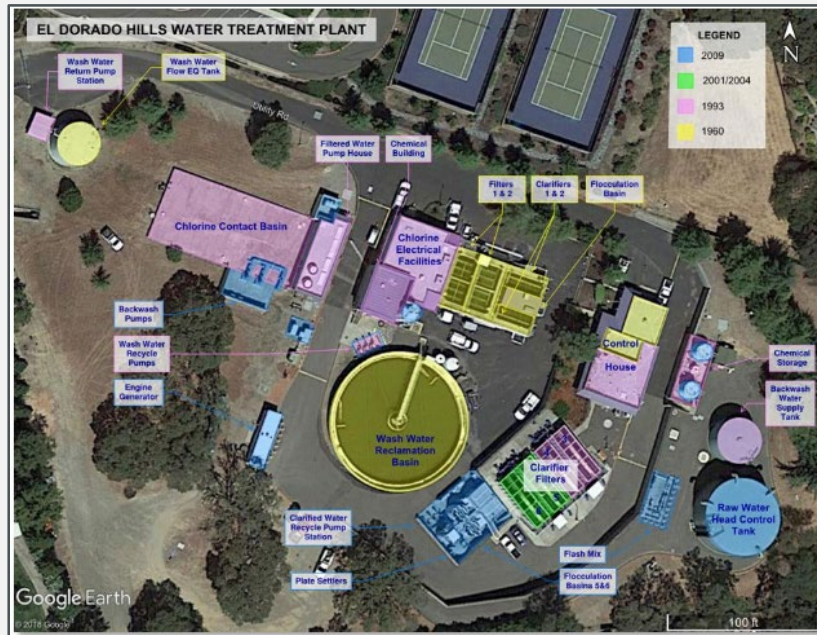 EL DORADO HILLS WATER TREATMENT PLANT
LEGEND
2009
2001/2004
1993
1960
N
Wash Water
Return Pump
Station
Wash Water
Flow EQ Tank
Utility Rd
Filtered Water
Pump House
Chemical
Building
Filters
1 & 2
Clarifiers
1 & 2
Flocculation
Basin
Chlorine Contact Basin
Chlorine
Electrical
Facilities
Backwash
Pumps
Wash Water
Recycle
Pumps
Engine
Generator
Control
House
Chemical
Storage
Backwash
Water
Supply
Tank
Wash Water
Reclamation
Basin
Clarifier
Filters
Raw Water
Head Control
Tank
Clarified Water
Recycle Pump
Station
Plate Settlers
Flash Mix
Flocculation
Basins 5&6
Google Earth
© 2018 Google
100 ft